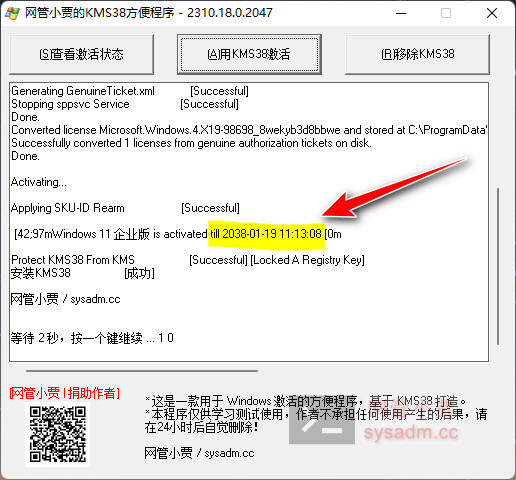 网管小贾的KMS38方便程序 - 2310.18.0.2047
(S)查看激活状态
(A)用KMS38激活
(R)移除KMS38
Generating GenuineTicket.xml [Successful]
Stopping sppsvc Service [Successful]
Done.
Converted license Microsoft.Windows.4.X19-98698_8wekyb3d8bbwe and stored at C:\ProgramData'
Successfully converted 1 licenses from genuine authorization tickets on disk.
Done.
Activating...
Applying SKU-ID Rearm [Successful]
[42;97mWindows 11 企业版 is activated till 2038-01-19 11:13:08 [0m
Protect KMS38 From KMS [Successful] [Locked A Registry Key]
安装KMS38 [成功]
网管小贾 / sysadm.cc
等待 2 秒，按一个键继续 ... 1 0
[网管小贾 | 捐助作者]
*这是一款用于 Windows 激活的方便程序，基于 KMS38 打造。
*本程序仅供学习测试使用，作者不承担任何使用产生的后果，请
在24小时后自觉删除！
网管小贾 / sysadm.cc
sysadm.cc